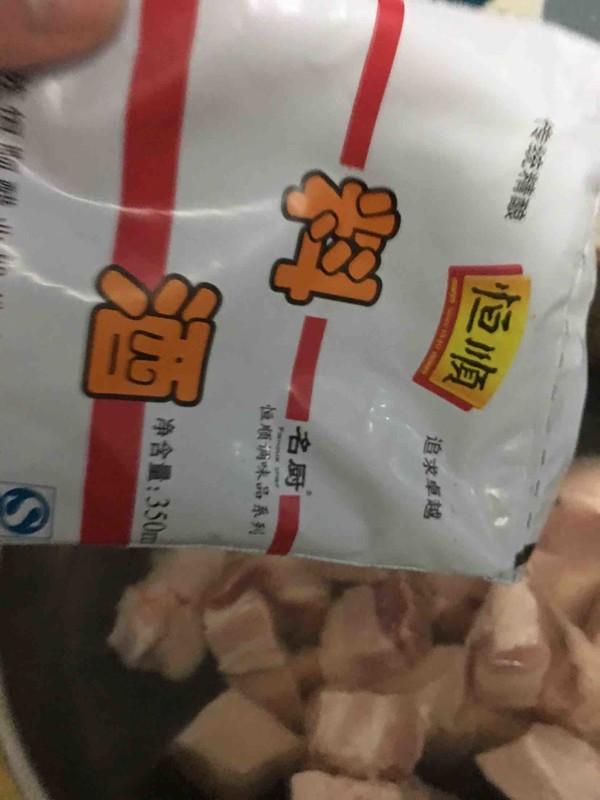 传统精酿
恒顺
追求卓越
料酒
名厨
恒顺调味品系列
净含量:350m